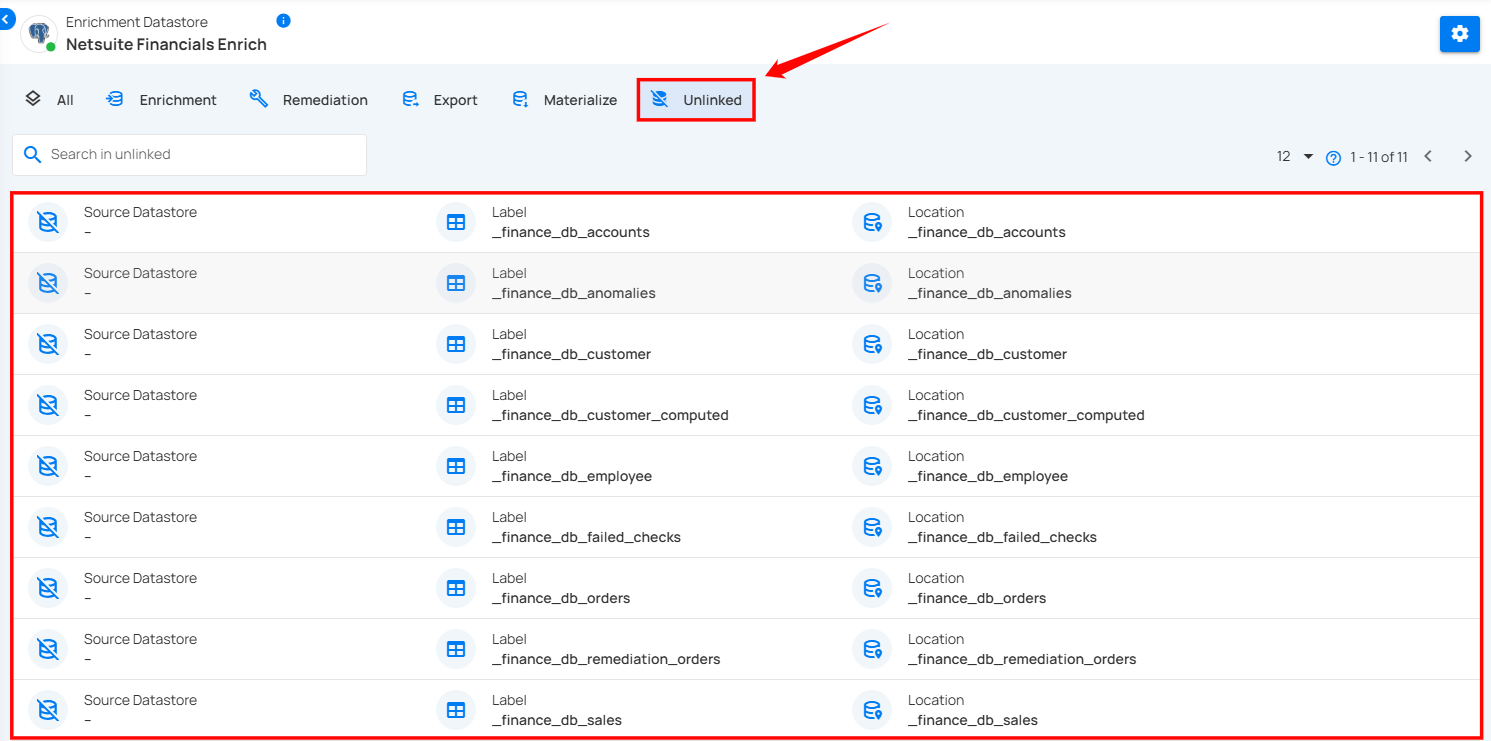 Enrichment Datastore
Netsuite Financials Enrich
All Enrichment Remediation Export Materialize Unlinked
Search in unlinked
12 1 - 11 of 11
Source Datastore Label Location
– _finance_db_accounts _finance_db_accounts
Source Datastore Label Location
– _finance_db_anomalies _finance_db_anomalies
Source Datastore Label Location
– _finance_db_customer _finance_db_customer
Source Datastore Label Location
– _finance_db_customer_computed _finance_db_customer_computed
Source Datastore Label Location
– _finance_db_employee _finance_db_employee
Source Datastore Label Location
– _finance_db_failed_checks _finance_db_failed_checks
Source Datastore Label Location
– _finance_db_orders _finance_db_orders
Source Datastore Label Location
– _finance_db_remediation_orders _finance_db_remediation_orders
Source Datastore Label Location
– _finance_db_sales _finance_db_sales